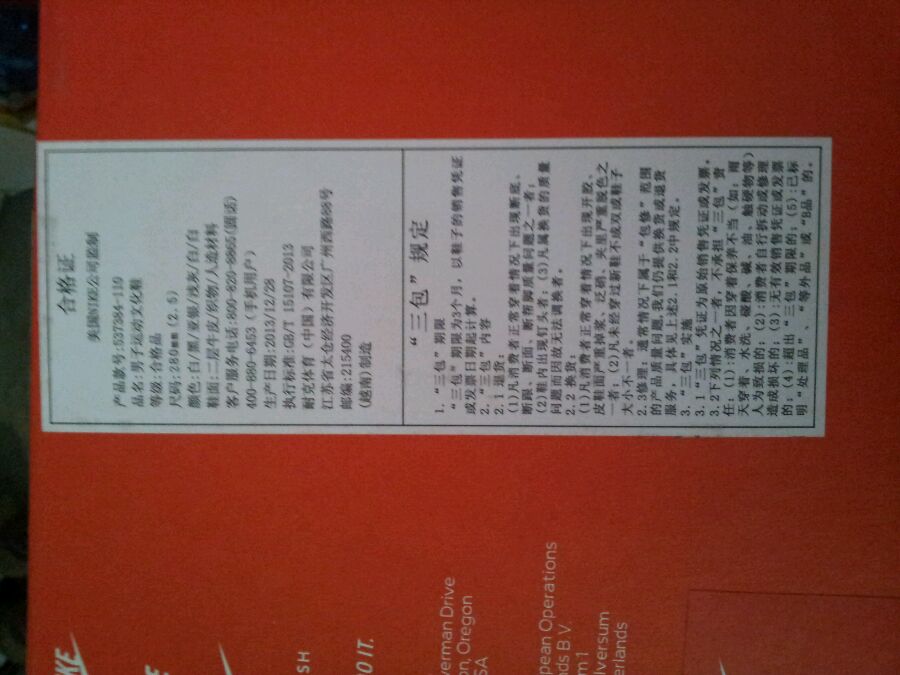 合格证
美国NIKE公司监制
产品款号:537384-110
品名:男子运动文化鞋
等级:合格品
尺码:280 (2.5)
颜色:白/黑/亚银/浅灰/白/白
鞋面:二层牛皮/织物/人造材料
客户服务电话:800-820-8865(固话)
400-880-6453(手机用户)
生产日期:2013/12/28
执行标准:GB/T 15107-2013
耐克体育(中国)有限公司
江苏省太仓经济开发区广州西路88号
邮编:215400
(越南)制造
“三包”规定
1.“三包”期限
“三包”期限为3个月,以鞋子的销售凭证
或发票日期起计算。
2.“三包”内容
2.1 退货:
(1)凡消费者正常穿着情况下出现断底、
断跟、断面、断帮脚质量问题之一者;
(2)鞋内出现钉头者;(3)凡属换货的质量
问题而因故无法调换者。
2.2 换货:
(1)凡消费者正常穿着情况下出现开胶、
皮鞋面严重掉浆、泛硝、夹里严重脱色之
一者;(2)凡未经穿过新鞋不成双或鞋子
大小不一者。
2.3修理:通常情况下属于“包修”范围
的产品质量问题,我们仍提供换货或退货
服务,具体见上述2.1和2.2中规定。
3.“三包”实施
3.1“三包”凭证为原始销售凭证或发票。
3.2下列情况之一者,不承担“三包”责
任:(1):消费者因穿着保养不当(如:雨
天穿着、水洗、碰酸、碱、油、触硬物等)
人为致损的;(2):消费者自行拆动或修理
造成损坏的;(3):无有效销售凭证或发票
的;(4):超出“三包”期限的;(5):已标
明“处理品”、“等外品”或“B品”的。
KE
E
SH
O IT.
verman Drive
on, Oregon
SA
pean Operations
nds B.V.
m 1
lversum
erlands